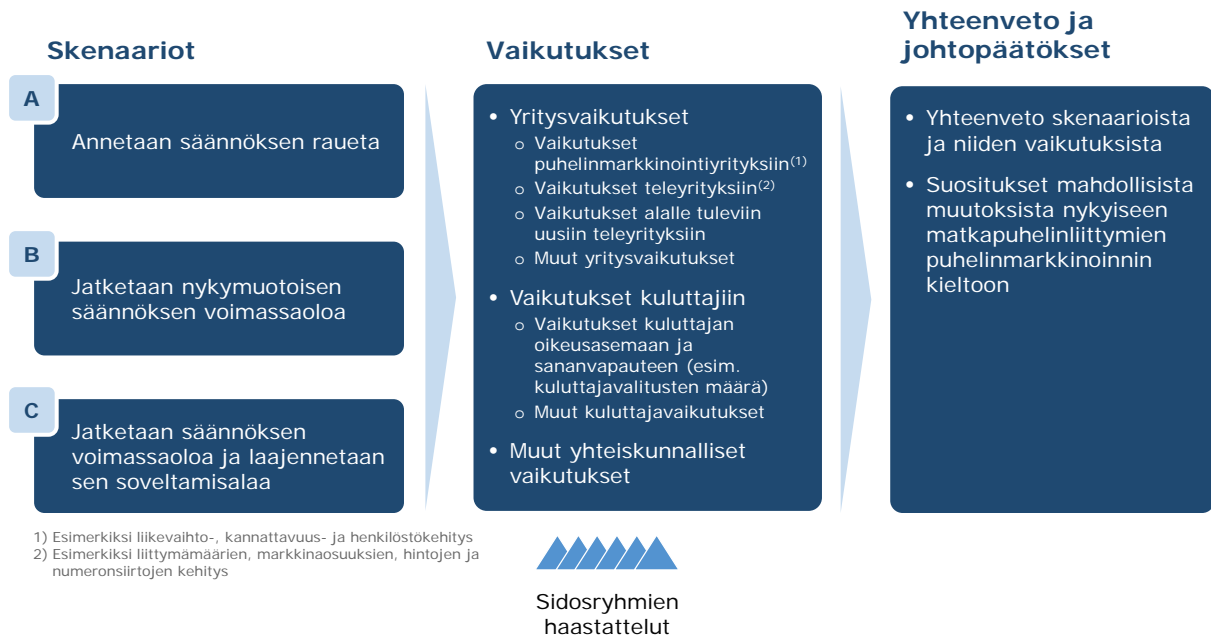 Skenaariot
A
Annetaan säännöksen raueta
B
Jatketaan nykymuotoisen
säännöksen voimassaoloa
C
Jatketaan säännöksen
voimassaoloa ja laajennetaan
sen soveltamisalaa
1) Esimerkiksi liikevaihto-, kannattavuus- ja henkilöstökehitys
2) Esimerkiksi liittymämäärien, markkinaosuuksien, hintojen ja
numeronsiirtojen kehitys
Vaikutukset
• Yritysvaikutukset
o Vaikutukset
puhelinmarkkinointiyrityksiin(1)
o Vaikutukset teleyrityksiin(2)
o Vaikutukset alalle tuleviin
uusiin teleyrityksiin
o Muut yritysvaikutukset
• Vaikutukset kuluttajiin
o Vaikutukset kuluttajan
oikeusasemaan ja
sananvapauteen (esim.
kuluttajavalitusten määrä)
o Muut kuluttajavaikutukset
• Muut yhteiskunnalliset
vaikutukset
Sidosryhmien
haastattelut
Yhteenveto ja
johtopäätökset
• Yhteenveto skenaarioista
ja niiden vaikutuksista
• Suositukset mahdollisista
muutoksista nykyiseen
matkapuhelinliittymien
puhelinmarkkinoinnin
kieltoon